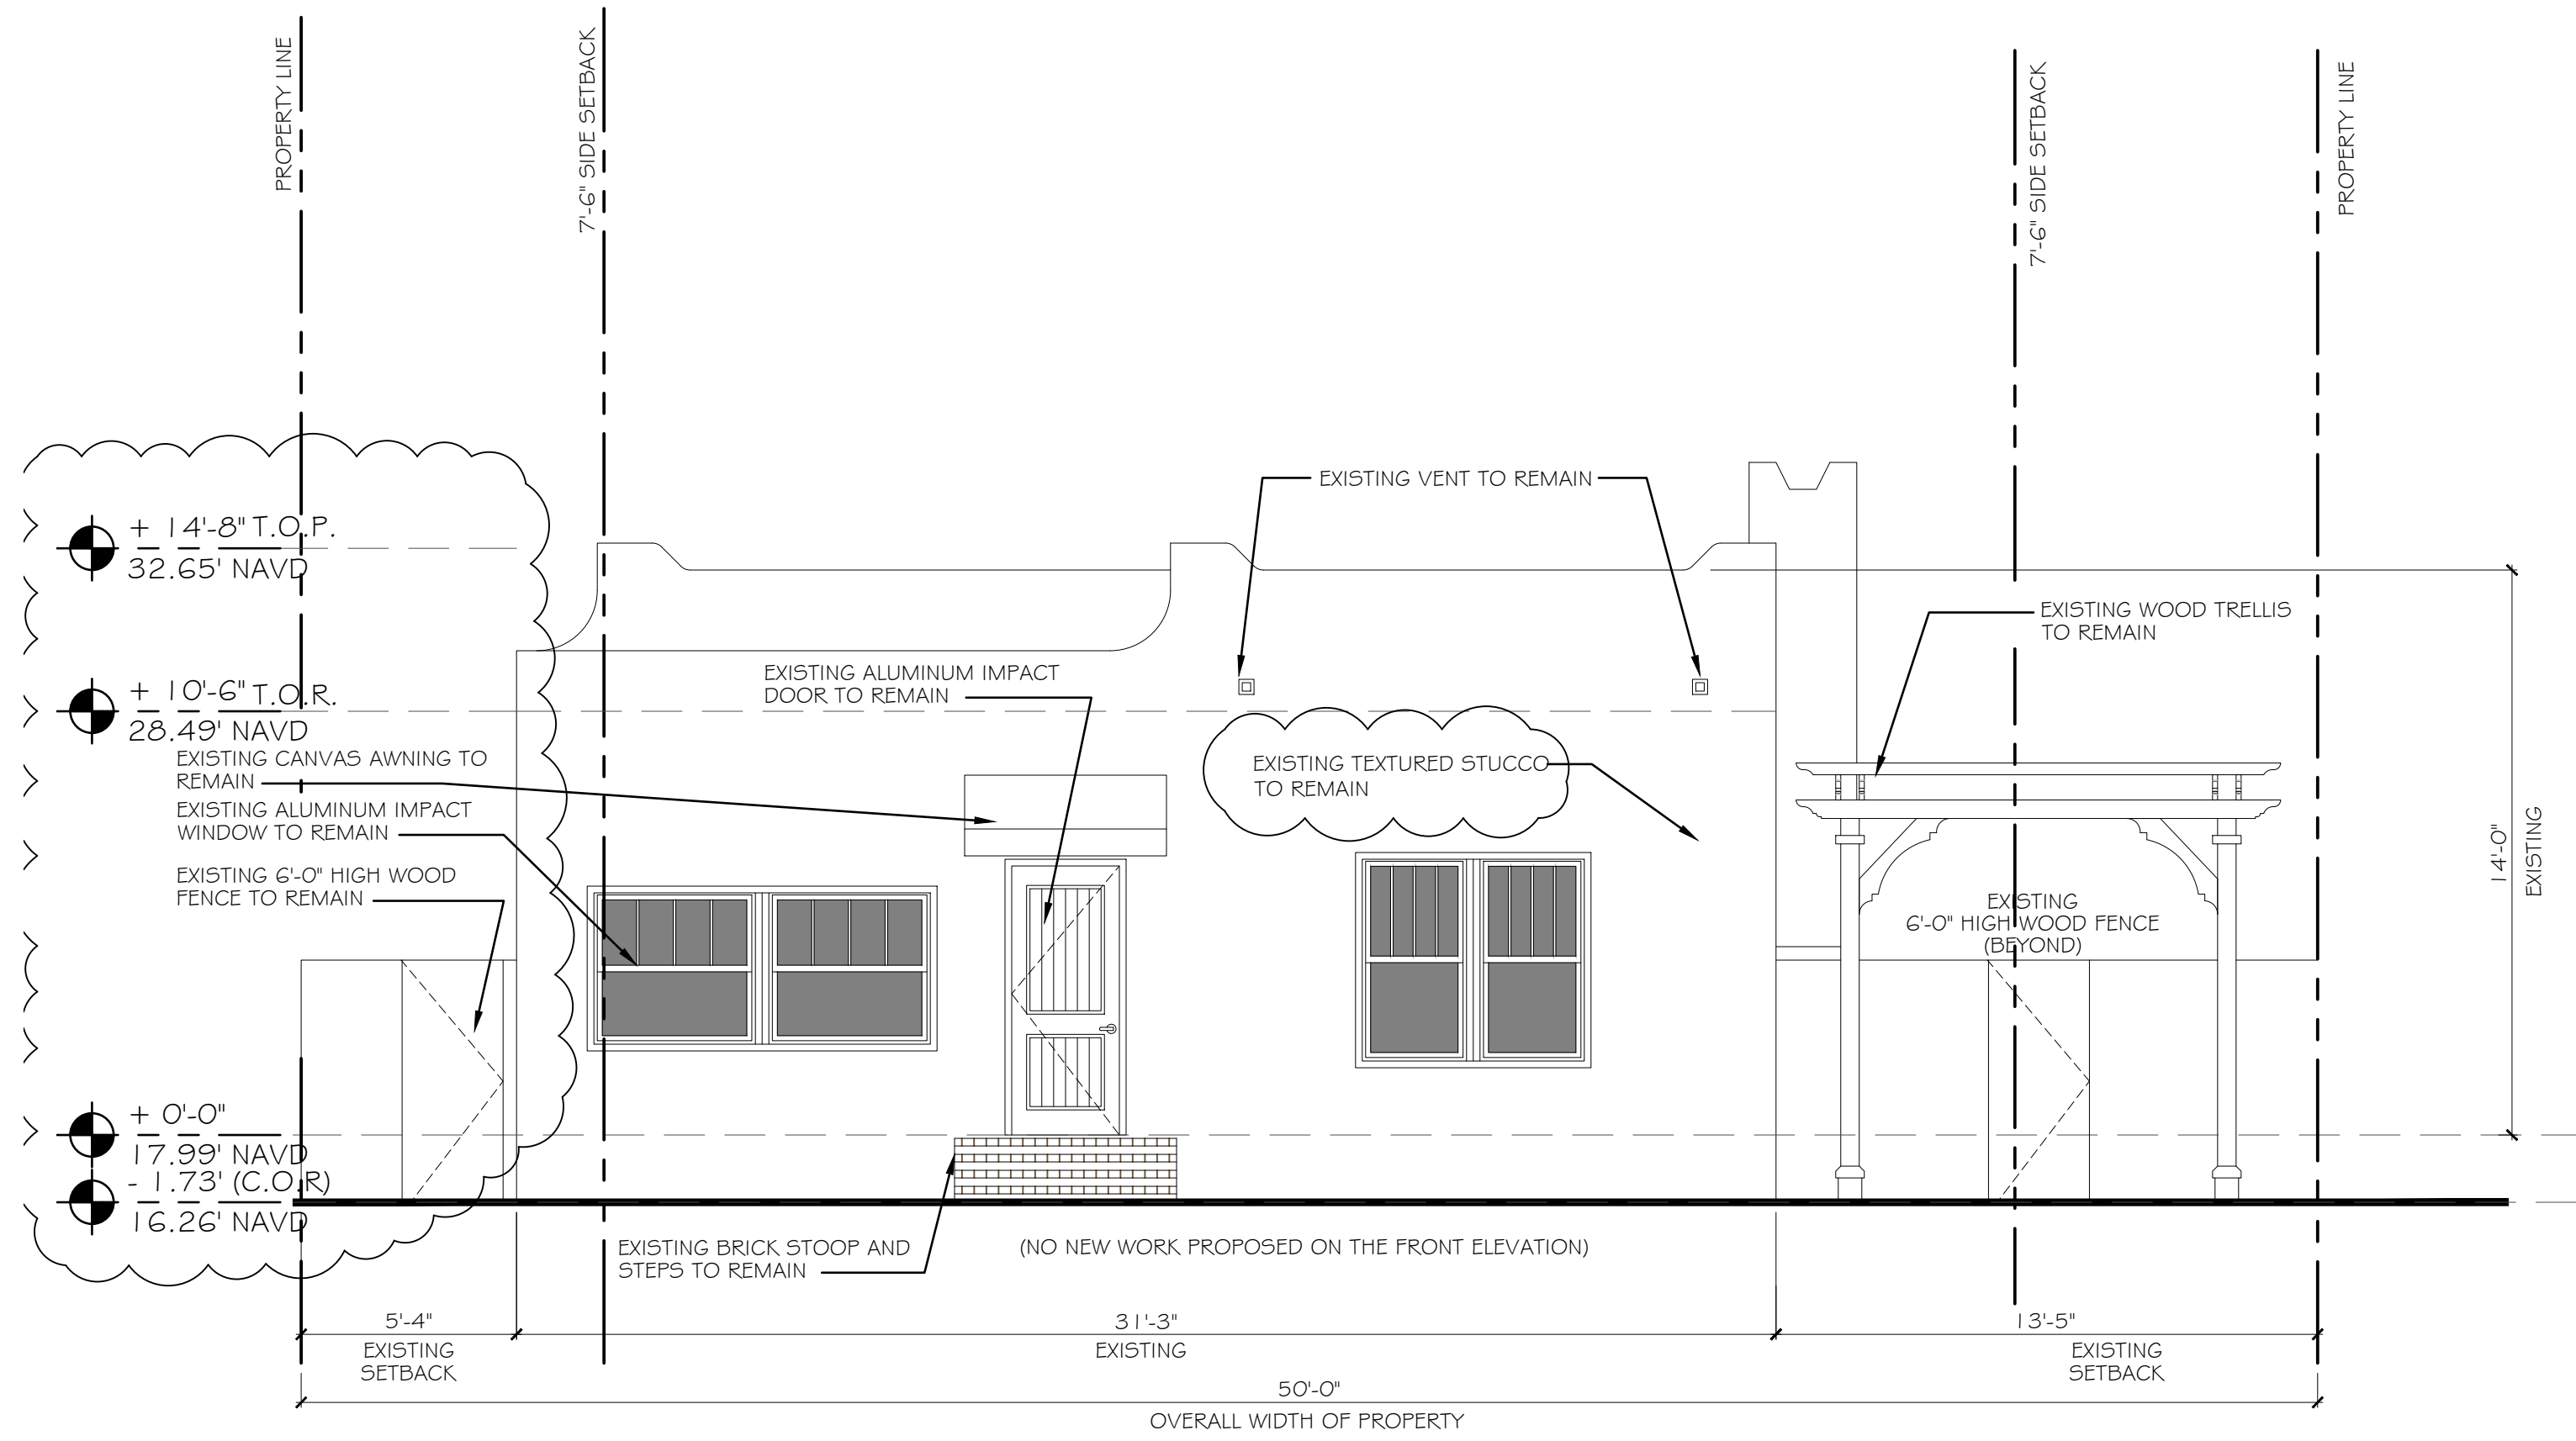 PROPERTY LINE
7'-6" SIDE SETBACK
7'-6" SIDE SETBACK
PROPERTY LINE
EXISTING VENT TO REMAIN
+ 14'-8" T.O.P.
32.65' NAVD
EXISTING WOOD TRELLIS
TO REMAIN
+ 10'-6" T.O.R.
28.49' NAVD
EXISTING ALUMINUM IMPACT
DOOR TO REMAIN
EXISTING CANVAS AWNING TO
REMAIN
EXISTING TEXTURED STUCCO
TO REMAIN
EXISTING ALUMINUM IMPACT
WINDOW TO REMAIN
EXISTING 6'-0" HIGH WOOD
FENCE TO REMAIN
EXISTING
6'-0" HIGH WOOD FENCE
(BEYOND)
14'-0"
EXISTING
+ 0'-0"
17.99' NAVD
- 1.73' (C.O.R)
16.26' NAVD
EXISTING BRICK STOOP AND
STEPS TO REMAIN
(NO NEW WORK PROPOSED ON THE FRONT ELEVATION)
5'-4"
EXISTING
SETBACK
31'-3"
EXISTING
13'-5"
EXISTING
SETBACK
50'-0"
OVERALL WIDTH OF PROPERTY